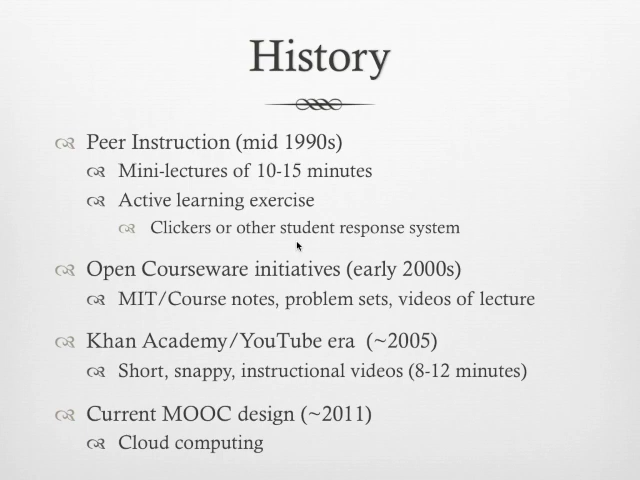 History
Peer Instruction (mid 1990s)
Mini-lectures of 10-15 minutes
Active learning exercise
Clickers or other student response system
Open Courseware initiatives (early 2000s)
MIT/Course notes, problem sets, videos of lecture
Khan Academy/YouTube era (~2005)
Short, snappy, instructional videos (8-12 minutes)
Current MOOC design (~2011)
Cloud computing